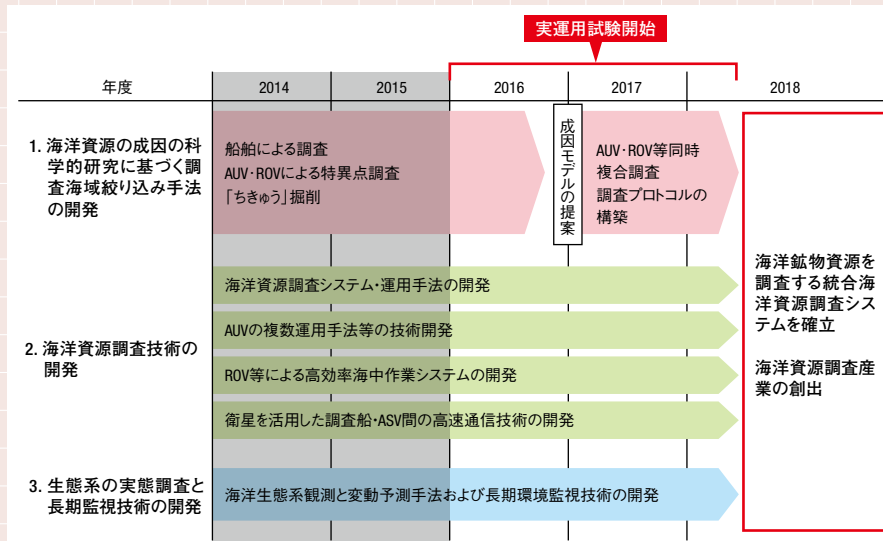 実運用試験開始
年度 2014 2015 2016 2017 2018
1. 海洋資源の成因の科
学的研究に基づく調
査海域絞り込み手法
の開発
船舶による調査
AUV・ROVによる特異点調査
「ちきゅう」掘削
成因モデルの提案
AUV・ROV等同時
複合調査
調査プロトコルの
構築
2. 海洋資源調査技術の
開発
海洋資源調査システム・運用手法の開発
AUVの複数運用手法等の技術開発
ROV等による高効率海中作業システムの開発
衛星を活用した調査船・ASV間の高速通信技術の開発
3. 生態系の実態調査と
長期監視技術の開発
海洋生態系観測と変動予測手法および長期環境監視技術の開発
海洋鉱物資源を
調査する統合海
洋資源調査シス
テムを確立
海洋資源調査産
業の創出